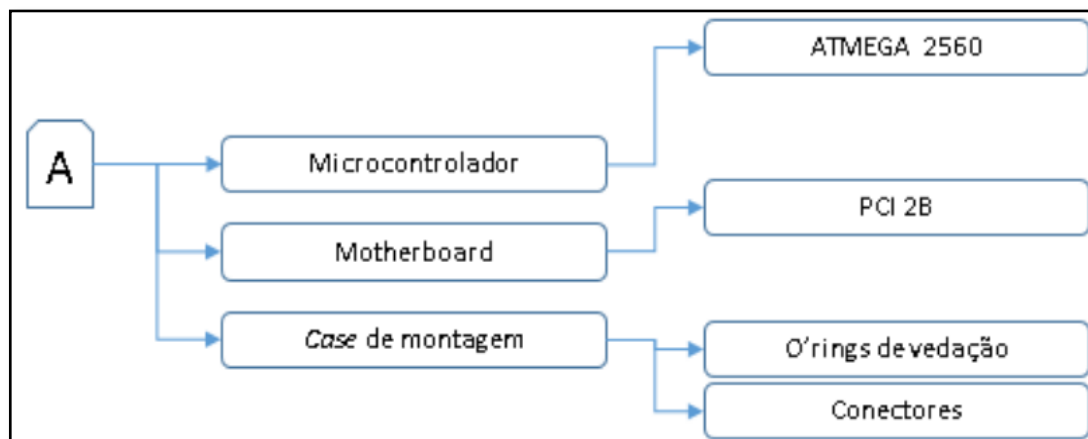 A
Microcontrolador
ATMEGA 2560
Motherboard
PCI 2B
Case de montagem
O'rings de vedação
Conectores